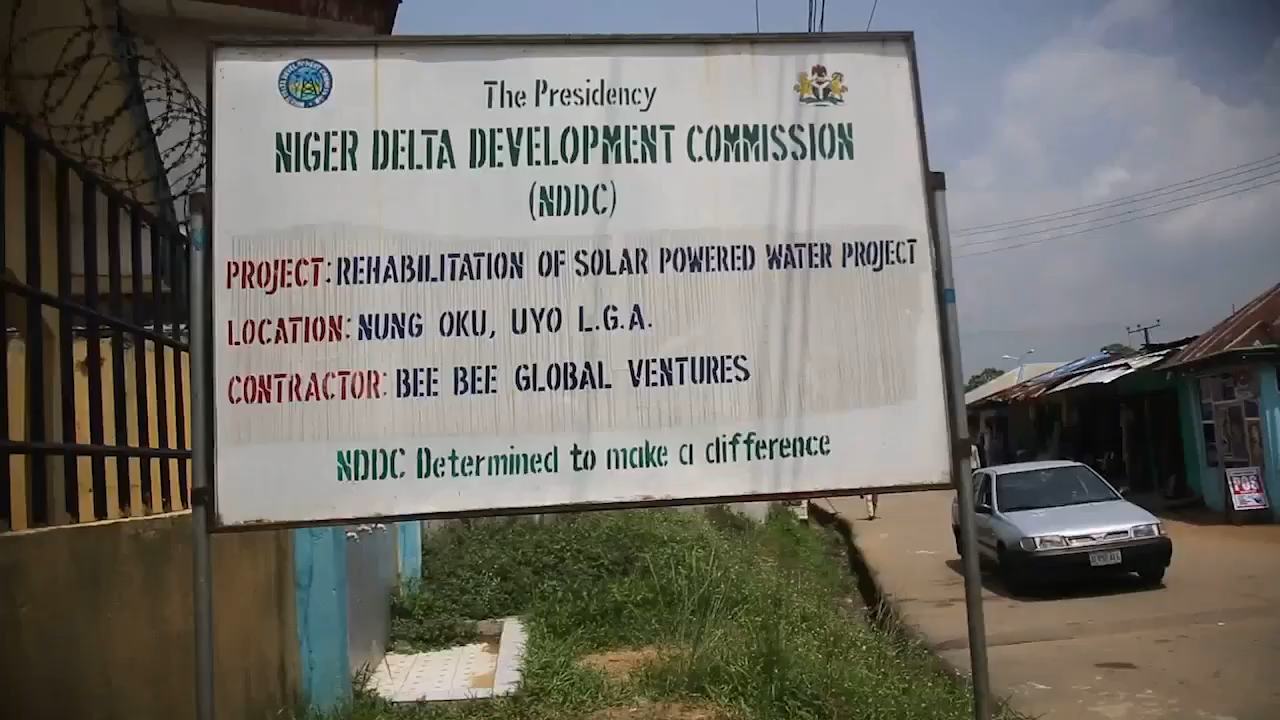 The Presidency
NIGER DELTA DEVELOPMENT COMMISSION
(NDDC)
PROJECT: REHABILITATION OF SOLAR POWERED WATER PROJECT
LOCATION: NUNG OKU, UYO L.G.A.
CONTRACTOR: BEE BEE GLOBAL VENTURES
NDDC Determined to make a difference